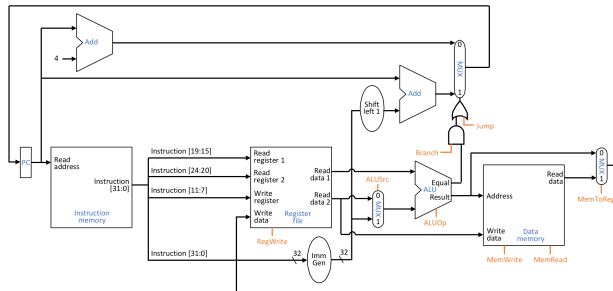 Add
4
0
MUX
1
Add
Shift
left 1
Jump
Branch
PC
Read
address
Instruction
[31:0]
Instruction
memory
Instruction [19:15]
Instruction [24:20]
Instruction [11:7]
Instruction [31:0]
Read
register 1
Read
register 2
Write
register
Write
data
Read
data 1
Read
data 2
Register
file
RegWrite
32
Imm
Gen
32
ALUSrc
0
MUX
1
Equal
ALU
Result
ALUOp
Address
Read
data
Write
data
Data
memory
MemWrite
MemRead
0
MUX
1
MemToReg